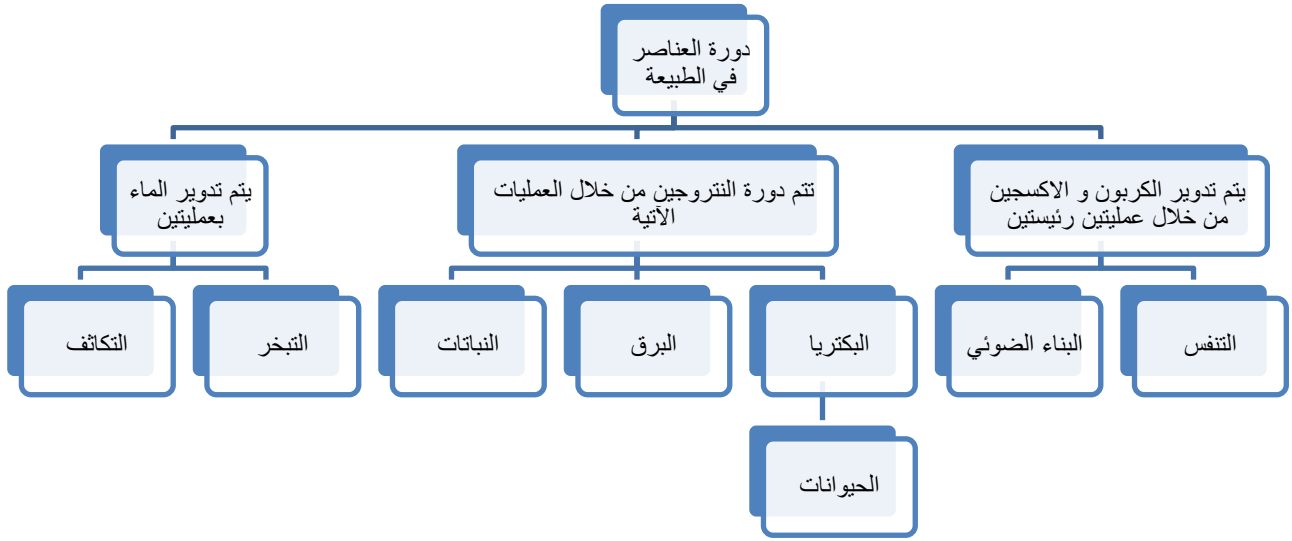 دورة العناصر
في الطبيعة
يتم تدوير الكربون و الاكسجين
من خلال عمليتين رئيستين
تتم دورة النتروجين من خلال العمليات
الآتية
يتم تدوير الماء
بعمليتين
التنفس
البناء الضوئي
البكتريا
البرق
النباتات
التبخر
التكاثف
الحيوانات